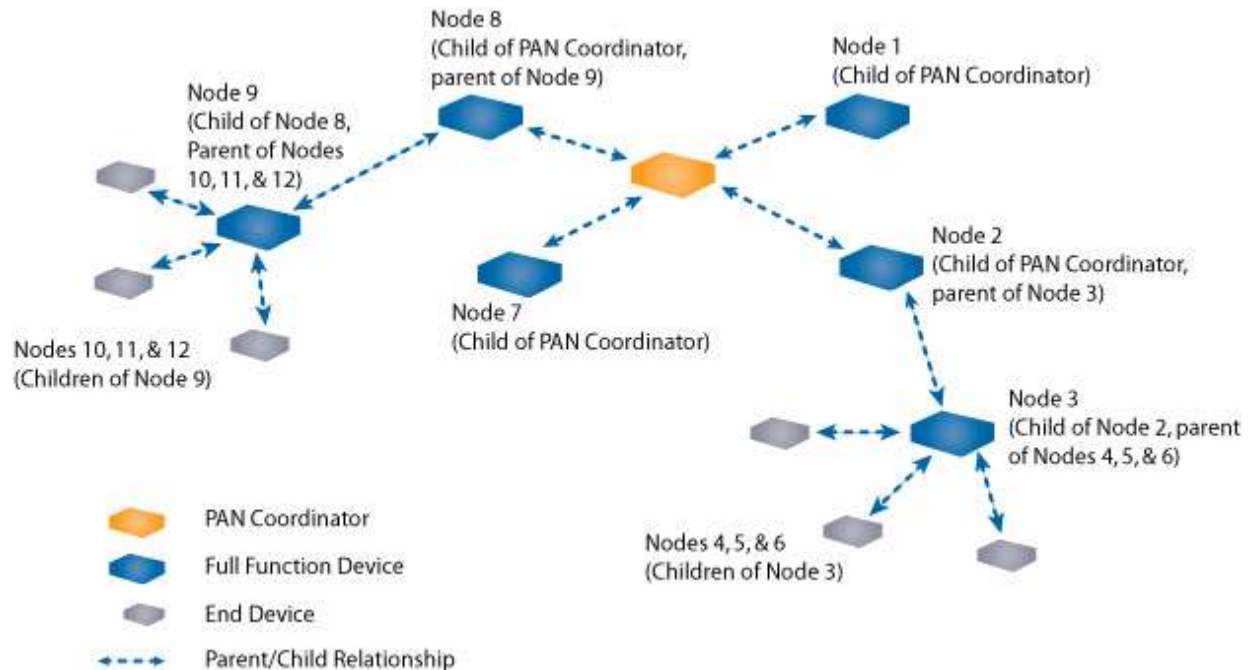 Node 8
(Child of PAN Coordinator,
parent of Node 9)
Node 1
(Child of PAN Coordinator)
Node 9
(Child of Node 8,
Parent of Nodes
10, 11, & 12)
Node 2
(Child of PAN Coordinator,
parent of Node 3)
Node 7
(Child of PAN Coordinator)
Nodes 10, 11, & 12
(Children of Node 9)
Node 3
(Child of Node 2, parent
of Nodes 4, 5, & 6)
Nodes 4, 5, & 6
(Children of Node 3)
PAN Coordinator
Full Function Device
End Device
Parent/Child Relationship